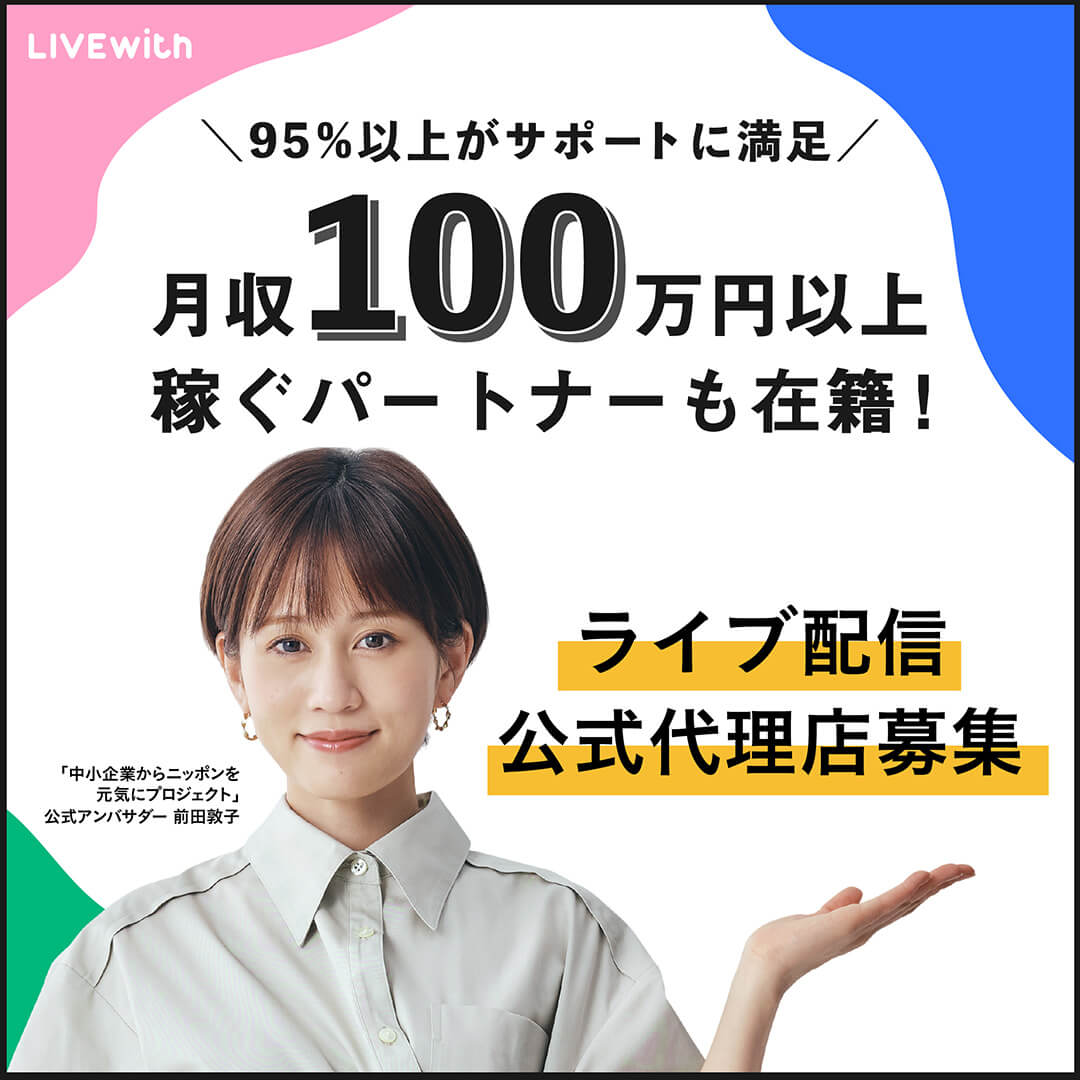 LIVEwith
＼95%以上がサポートに満足／
月収100万円以上
稼ぐパートナーも在籍！
ライブ配信
公式代理店募集
「中小企業からニッポンを
元気にプロジェクト」
公式アンバサダー 前田敦子